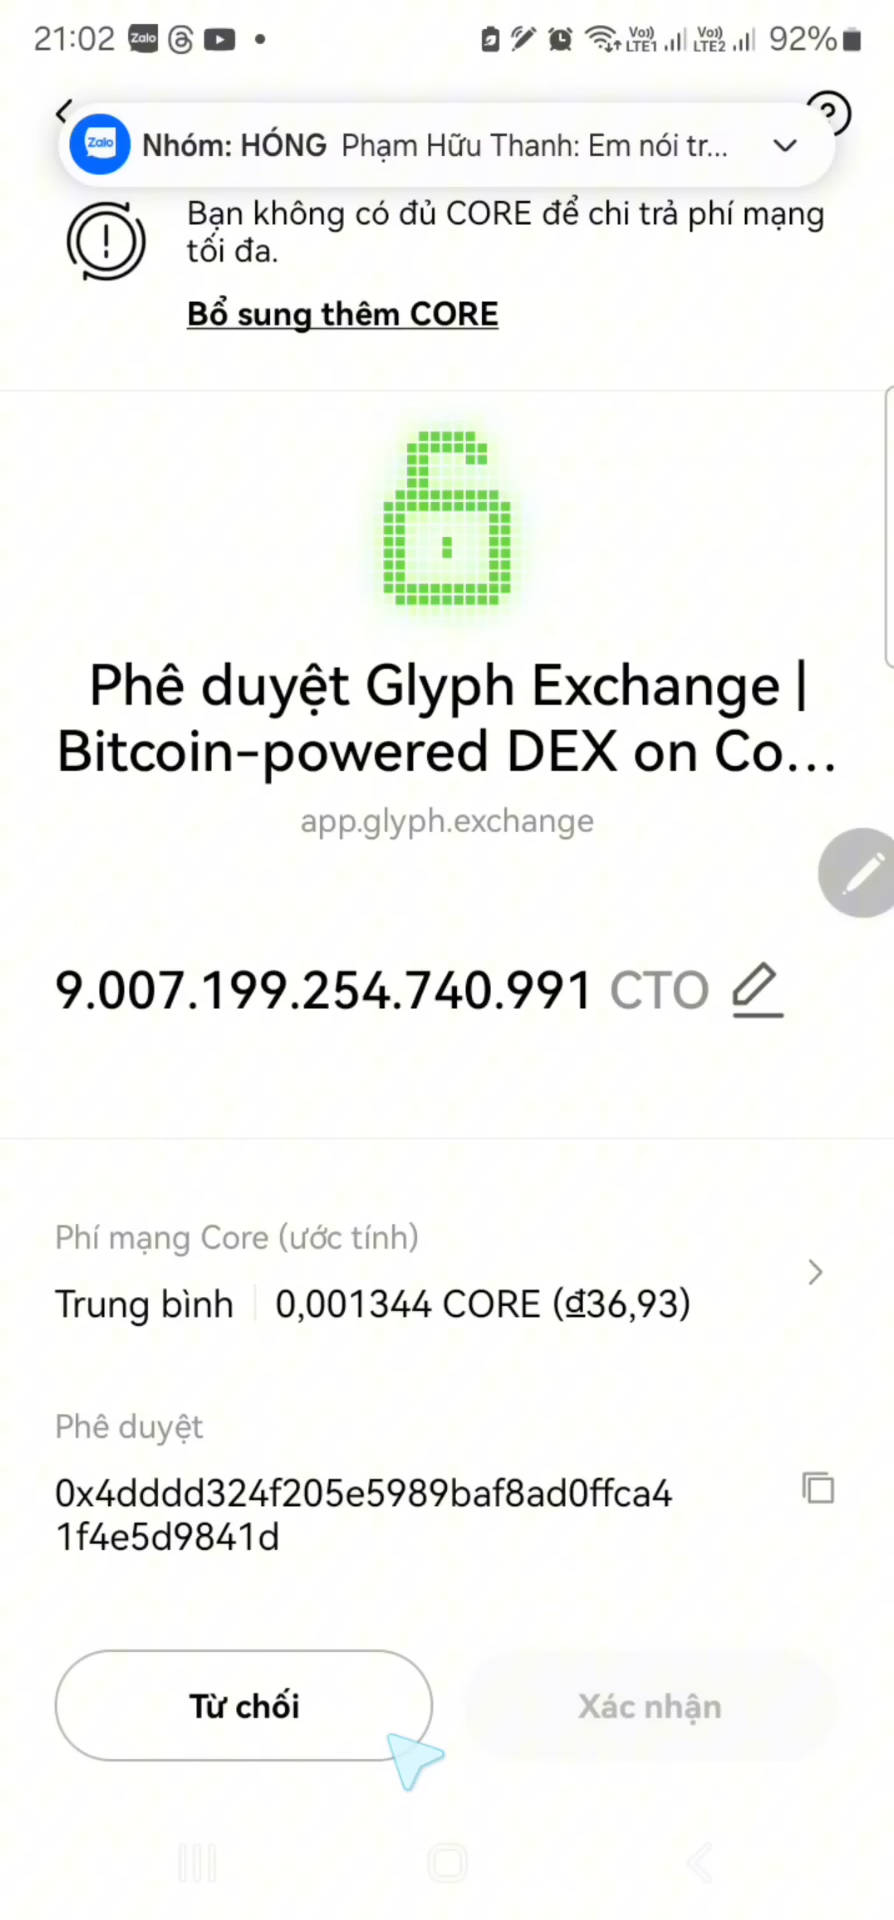 21:02 Zalo Vo)) LTE1 Vo)) LTE2 92%
Zalo Nhóm: HÓNG Phạm Hữu Thanh: Em nói tr...
Bạn không có đủ CORE để chi trả phí mạng
tối đa.
Bổ sung thêm CORE
Phê duyệt Glyph Exchange |
Bitcoin-powered DEX on Co...
app.glyph.exchange
9.007.199.254.740.991 CTO
Phí mạng Core (ước tính)
Trung bình 0,001344 CORE (₫36,93)
Phê duyệt
0x4dddd324f205e5989baf8ad0ffca4
1f4e5d9841d
Từ chối Xác nhận